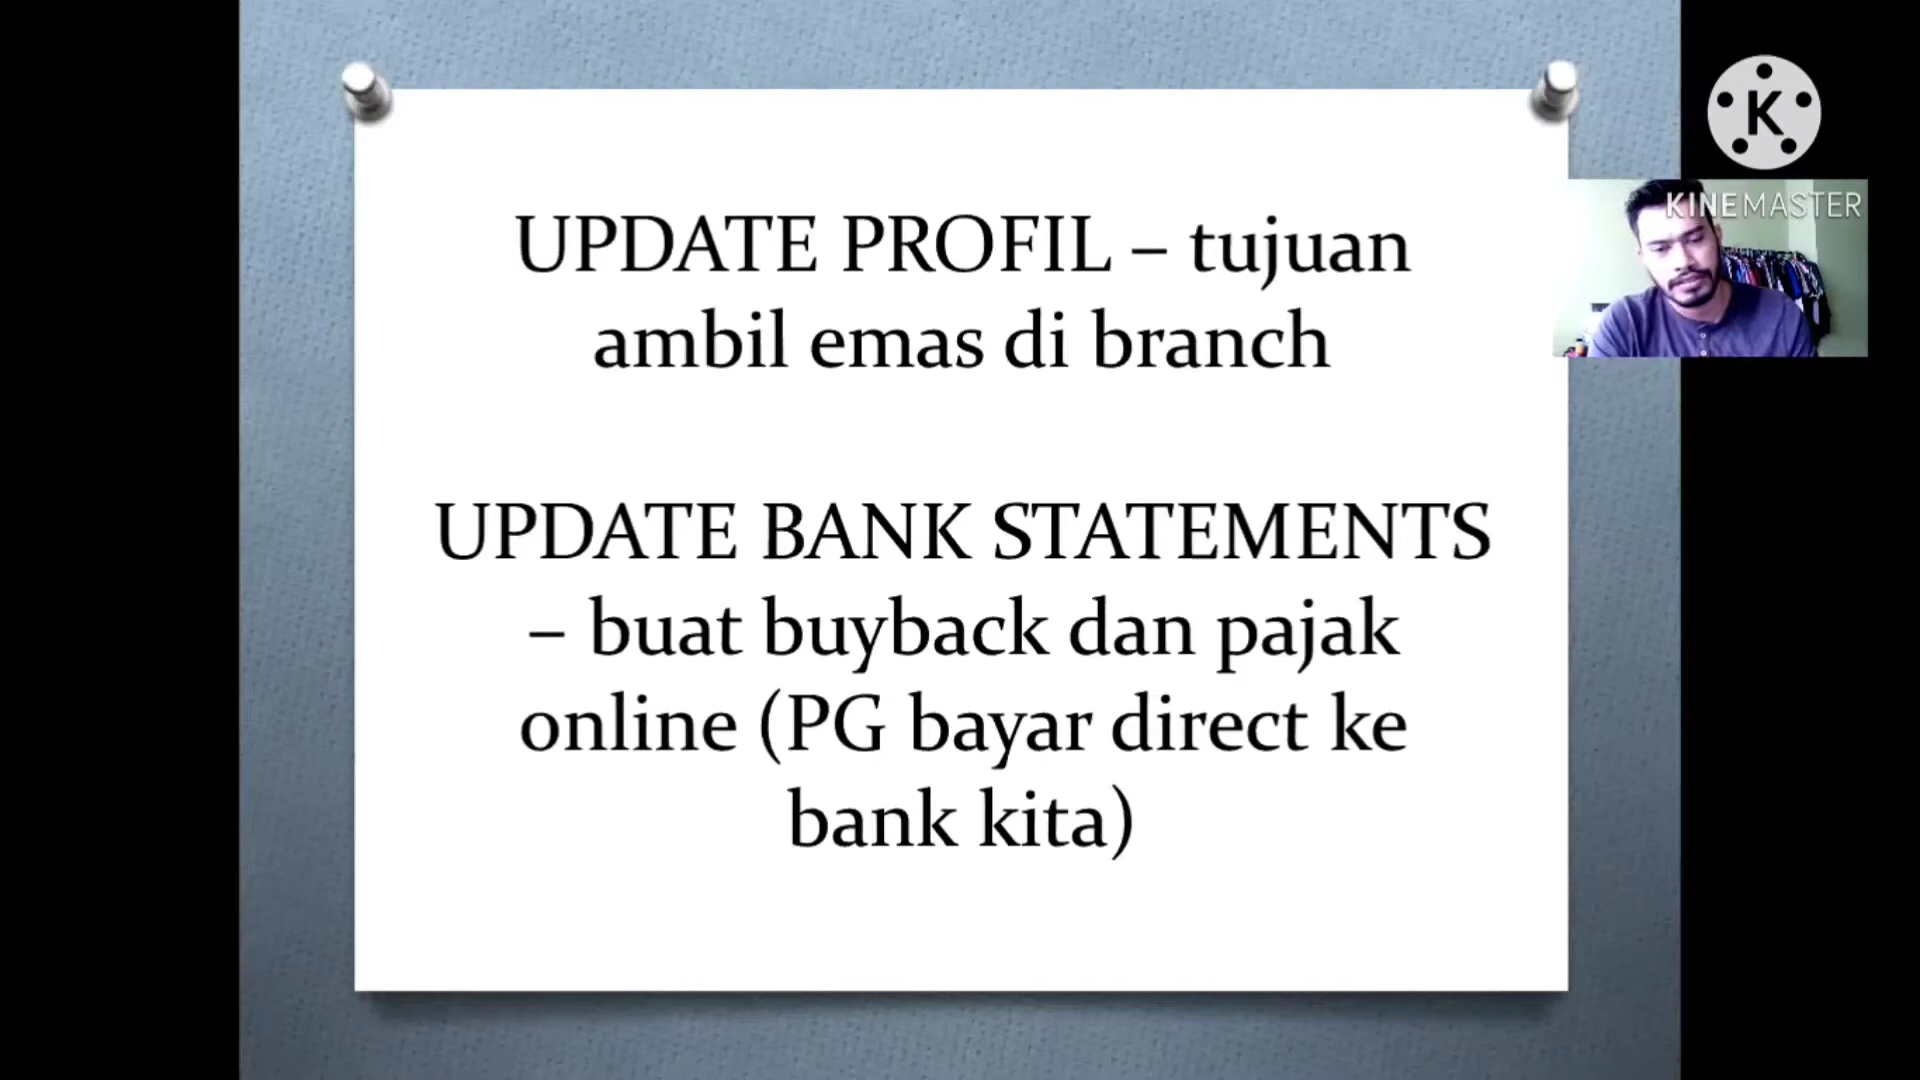 UPDATE PROFIL – tujuan
ambil emas di branch
UPDATE BANK STATEMENTS
– buat buyback dan pajak
online (PG bayar direct ke
bank kita)
K
KINEMASTER